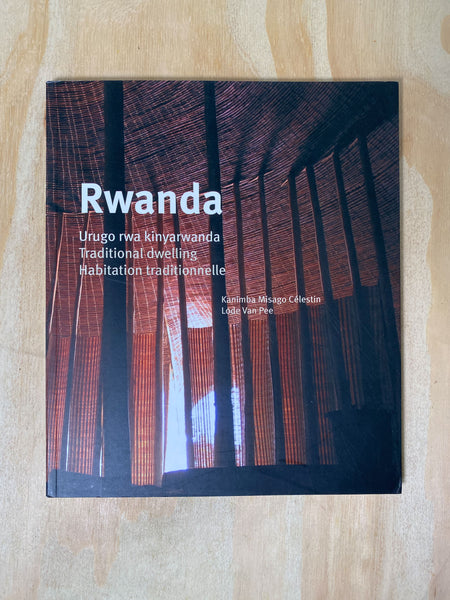 Rwanda
Urugo rwa kinyarwanda
Traditional dwelling
Habitation traditionnelle
Kanimba Misago Célestin
Lode Van Pee